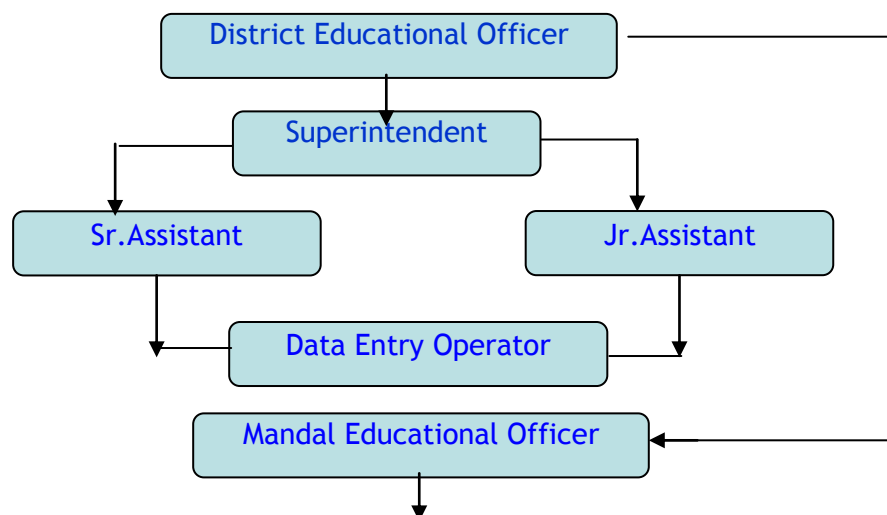 District Educational Officer
Superintendent
Sr.Assistant
Jr.Assistant
Data Entry Operator
Mandal Educational Officer